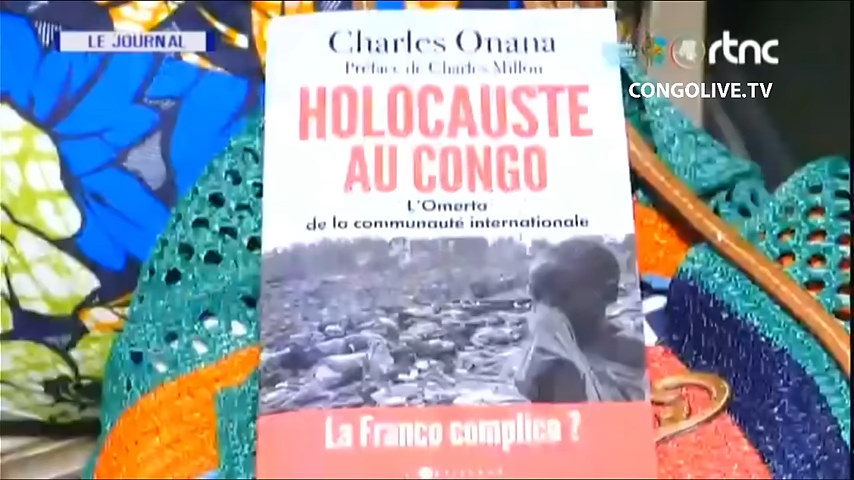 LE JOURNAL
rtnc
CONGOLIVE.TV
Charles Onana
Préface de Charles Millon
HOLOCAUSTE
AU CONGO
L'Omerta
de la communauté internationale
La France complice ?